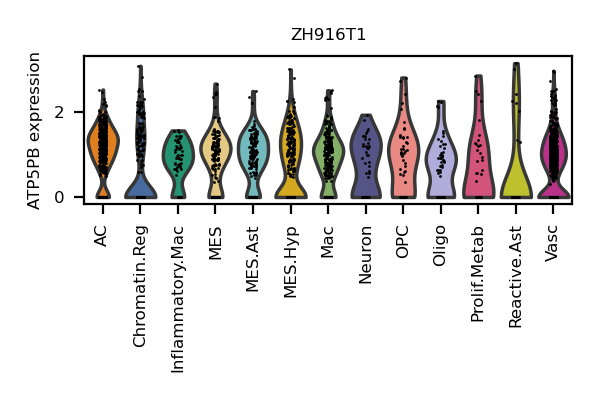 ZH916T1
ATP5PB expression
2
0
AC
Chromatin.Reg
Inflammatory.Mac
MES
MES.Ast
MES.Hyp
Mac
Neuron
OPC
Oligo
Prolif.Metab
Reactive.Ast
Vasc